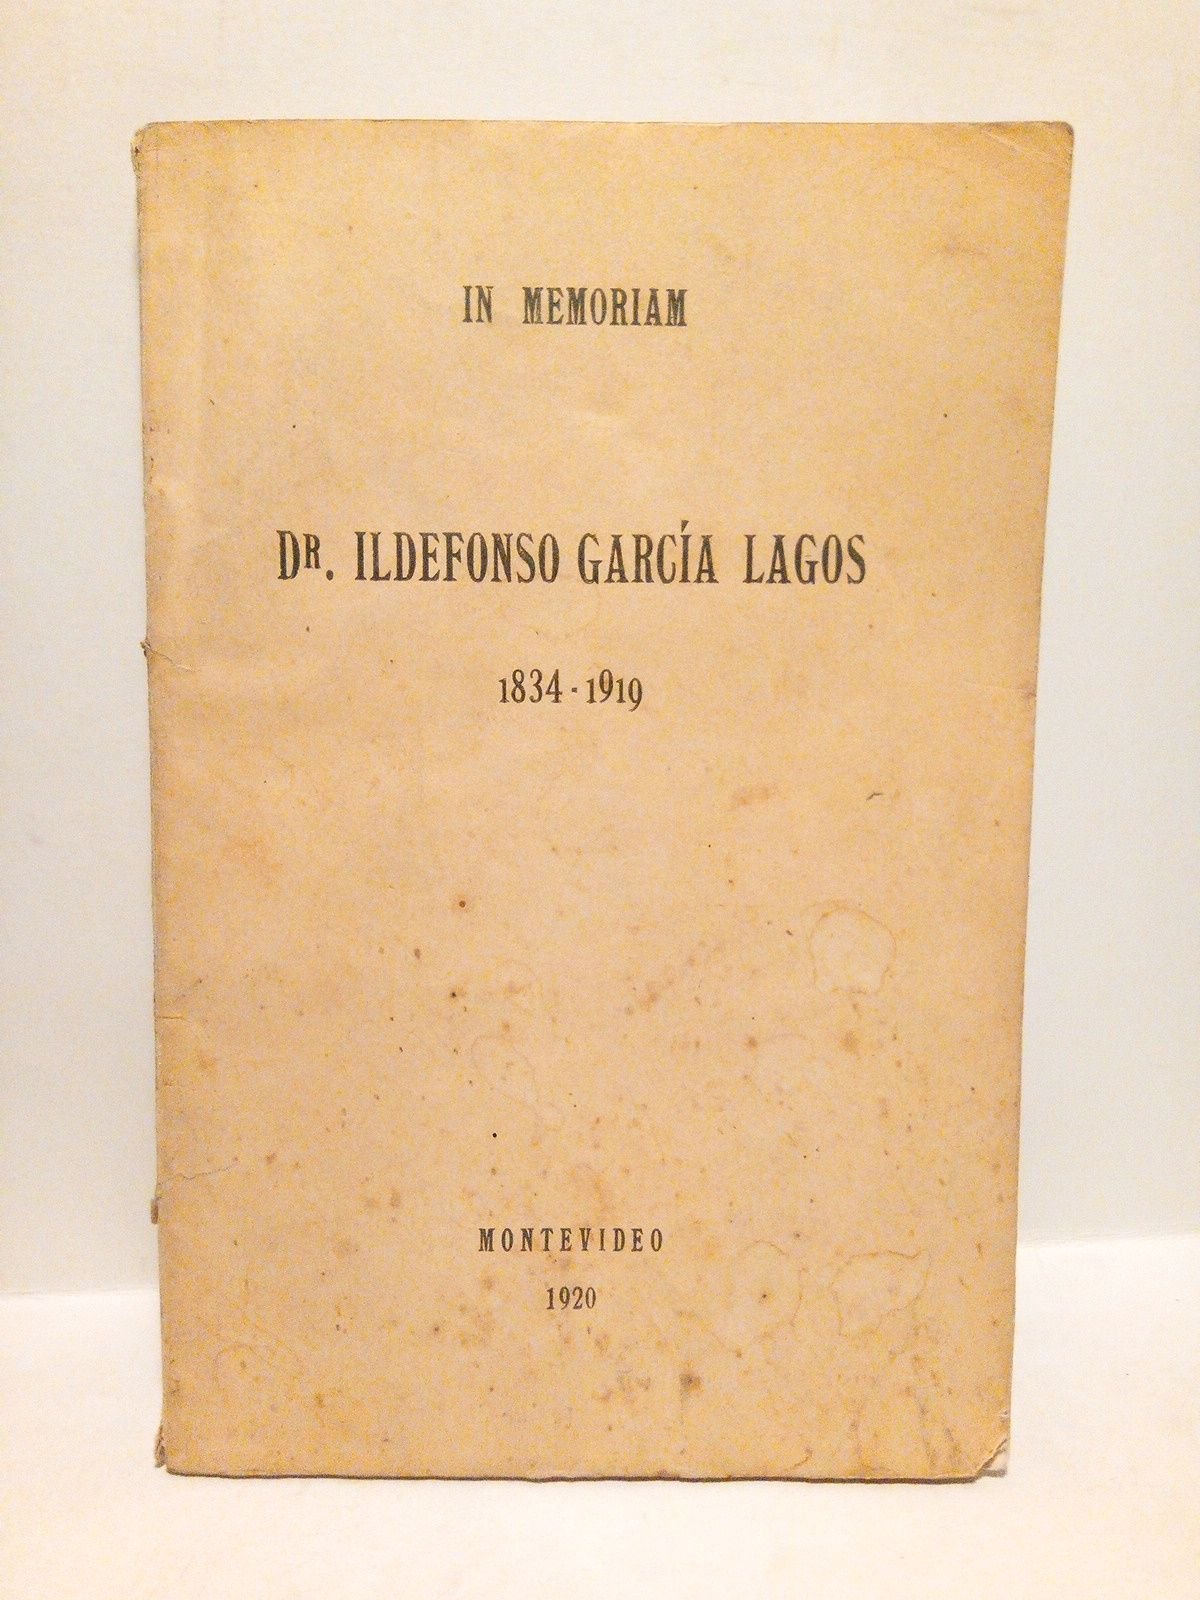 IN MEMORIAM
DR. ILDEFONSO GARCÍA LAGOS
1834-1919
MONTEVIDEO
1920